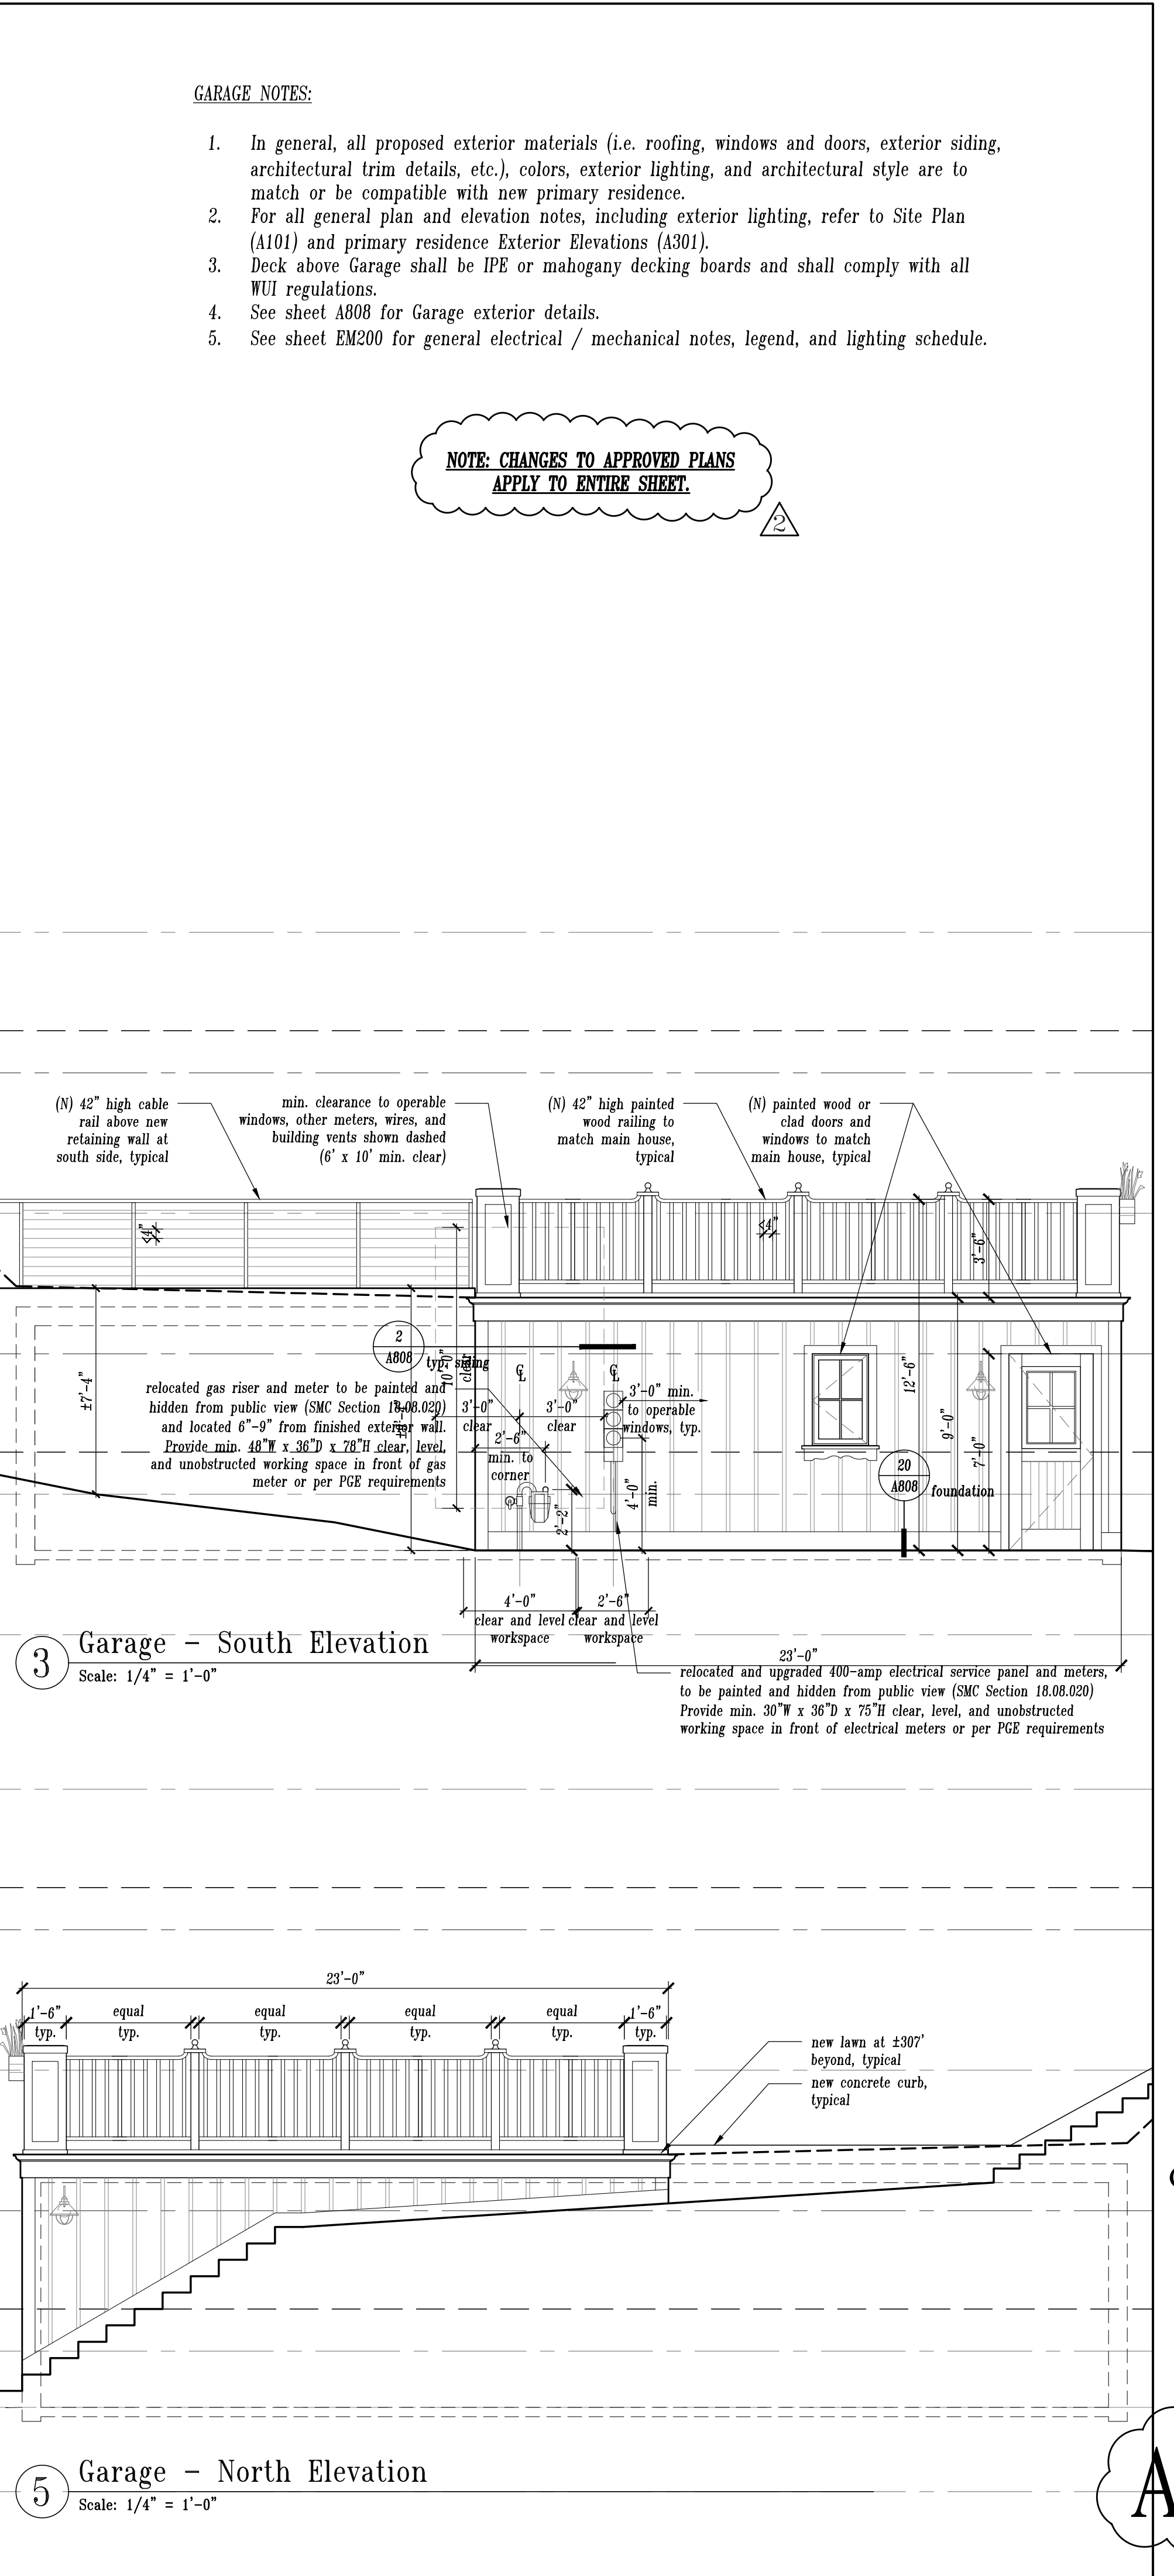 GARAGE NOTES:
1. In general, all proposed exterior materials (i.e. roofing, windows and doors, exterior siding,
architectural trim details, etc.), colors, exterior lighting, and architectural style are to
match or be compatible with new primary residence.
2. For all general plan and elevation notes, including exterior lighting, refer to Site Plan
(A101) and primary residence Exterior Elevations (A301).
3. Deck above Garage shall be IPE or mahogany decking boards and shall comply with all
WUI regulations.
4. See sheet A808 for Garage exterior details.
5. See sheet EM200 for general electrical / mechanical notes, legend, and lighting schedule.
NOTE: CHANGES TO APPROVED PLANS
APPLY TO ENTIRE SHEET.
2
(N) 42" high cable
rail above new
retaining wall at
south side, typical
min. clearance to operable
windows, other meters, wires, and
building vents shown dashed
(6' x 10' min. clear)
(N) 42" high painted
wood railing to
match main house,
typical
(N) painted wood or
clad doors and
windows to match
main house, typical
<4"
<4"
3'-6"
2
A808
typ. siding
10'-0"
clear
±7'-4"
relocated gas riser and meter to be painted and
hidden from public view (SMC Section 18.08.020)
and located 6"-9" from finished exterior wall.
Provide min. 48"W x 36"D x 78"H clear, level,
and unobstructed working space in front of gas
meter or per PGE requirements
CL
CL
3'-0"
clear
3'-0"
clear
2'-6"
min. to
corner
3'-0" min.
to operable
windows, typ.
12'-6"
9'-0"
7'-0"
20
A808
foundation
2'-2"
4'-0"
min.
4'-0"
clear and level
workspace
2'-6"
clear and level
workspace
23'-0"
3
Garage - South Elevation
Scale: 1/4" = 1'-0"
relocated and upgraded 400-amp electrical service panel and meters,
to be painted and hidden from public view (SMC Section 18.08.020)
Provide min. 30"W x 36"D x 75"H clear, level, and unobstructed
working space in front of electrical meters or per PGE requirements
23'-0"
1'-6"
typ.
equal
typ.
equal
typ.
equal
typ.
equal
typ.
1'-6"
typ.
new lawn at ±307'
beyond, typical
new concrete curb,
typical
5
Garage - North Elevation
Scale: 1/4" = 1'-0"
A